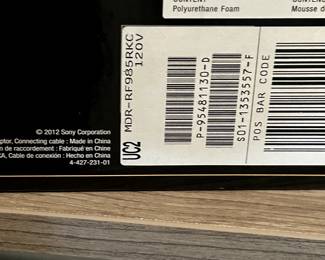 CONTENT
Polyurethane Foam
Mousse d
© 2012 Sony Corporation
ptor, Connecting cable : Made in China
n de raccordement : Fabriqué en Chine
CA, Cable de conexión : Hecho en China
4-427-231-01
UC2
MDR-RF985RKC
120V
P-95481130-D
S01-1353557-F
POS BAR CODE